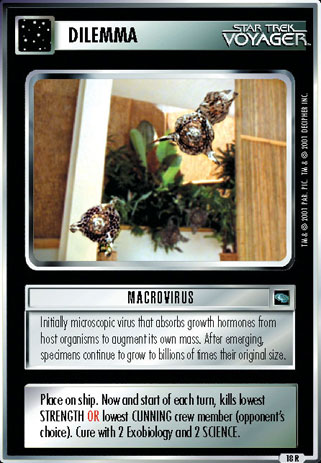 DILEMMA
STAR TREK
VOYAGER™
TM & © 2001 PAR. PIC. TM & © 2001 DECIPHER INC.
MACROVIRUS
Initially microscopic virus that absorbs growth hormones from
host organisms to augment its own mass. After emerging,
specimens continue to grow to billions of times their original size.
Place on ship. Now and start of each turn, kills lowest
STRENGTH OR lowest CUNNING crew member (opponent's
choice). Cure with 2 Exobiology and 2 SCIENCE.
18 R